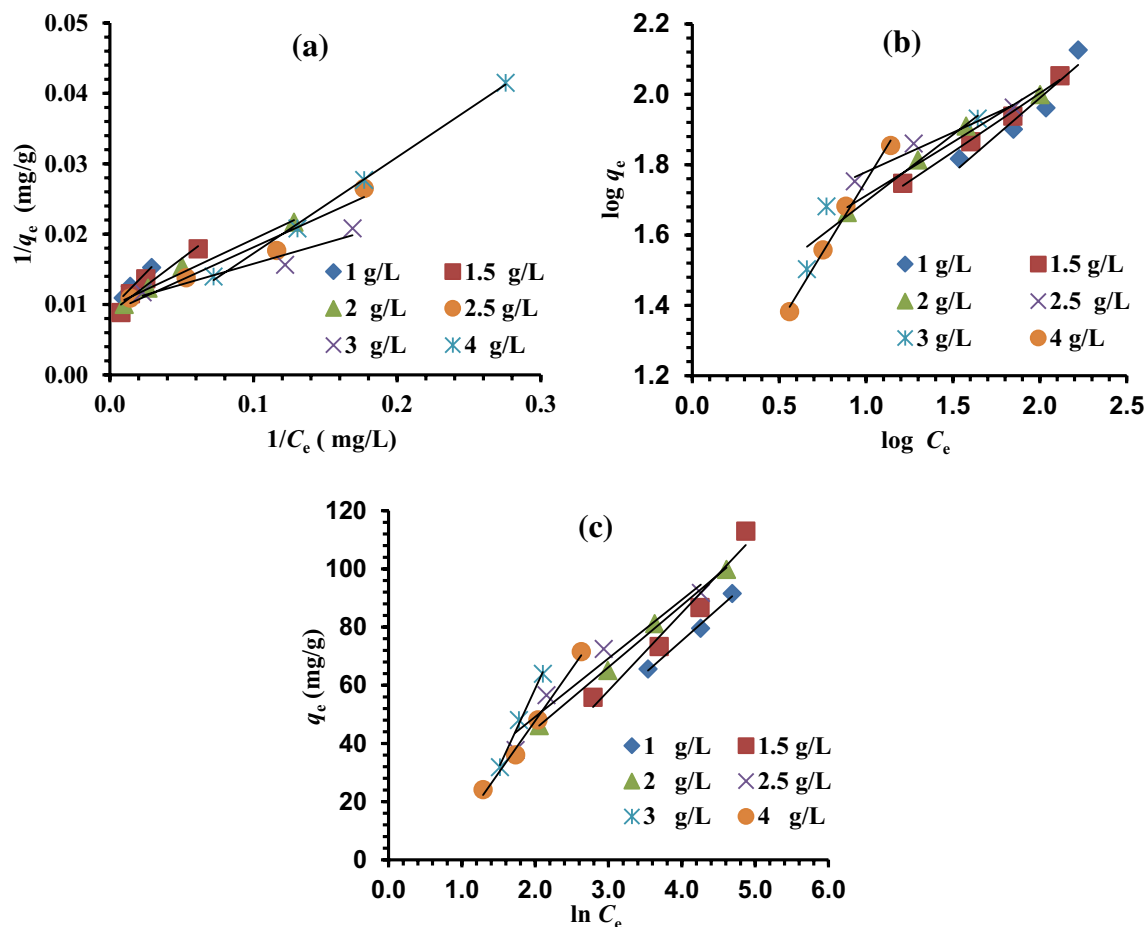 (a)
0.05
0.04
0.03
0.02
0.01
0.00
1/qe (mg/g)
0.0
0.1
0.2
0.3
1/Ce ( mg/L)
1 g/L
1.5 g/L
2 g/L
2.5 g/L
3 g/L
4 g/L
(b)
2.2
2.0
1.8
1.6
1.4
1.2
log qe
0.0
0.5
1.0
1.5
2.0
2.5
log Ce
1 g/L
1.5 g/L
2 g/L
2.5 g/L
3 g/L
4 g/L
(c)
120
100
80
60
40
20
0
qe (mg/g)
0.0
1.0
2.0
3.0
4.0
5.0
6.0
ln Ce
1 g/L
1.5 g/L
2 g/L
2.5 g/L
3 g/L
4 g/L